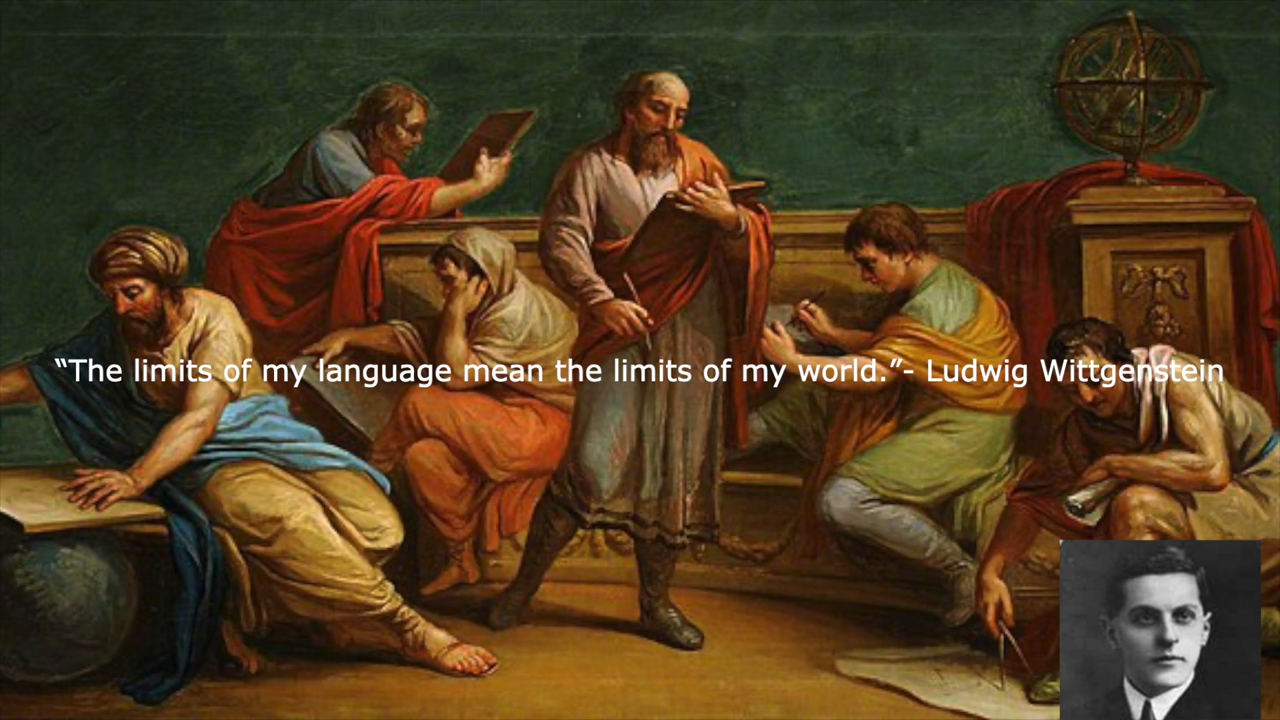 “The limits of my language mean the limits of my world.”- Ludwig Wittgenstein